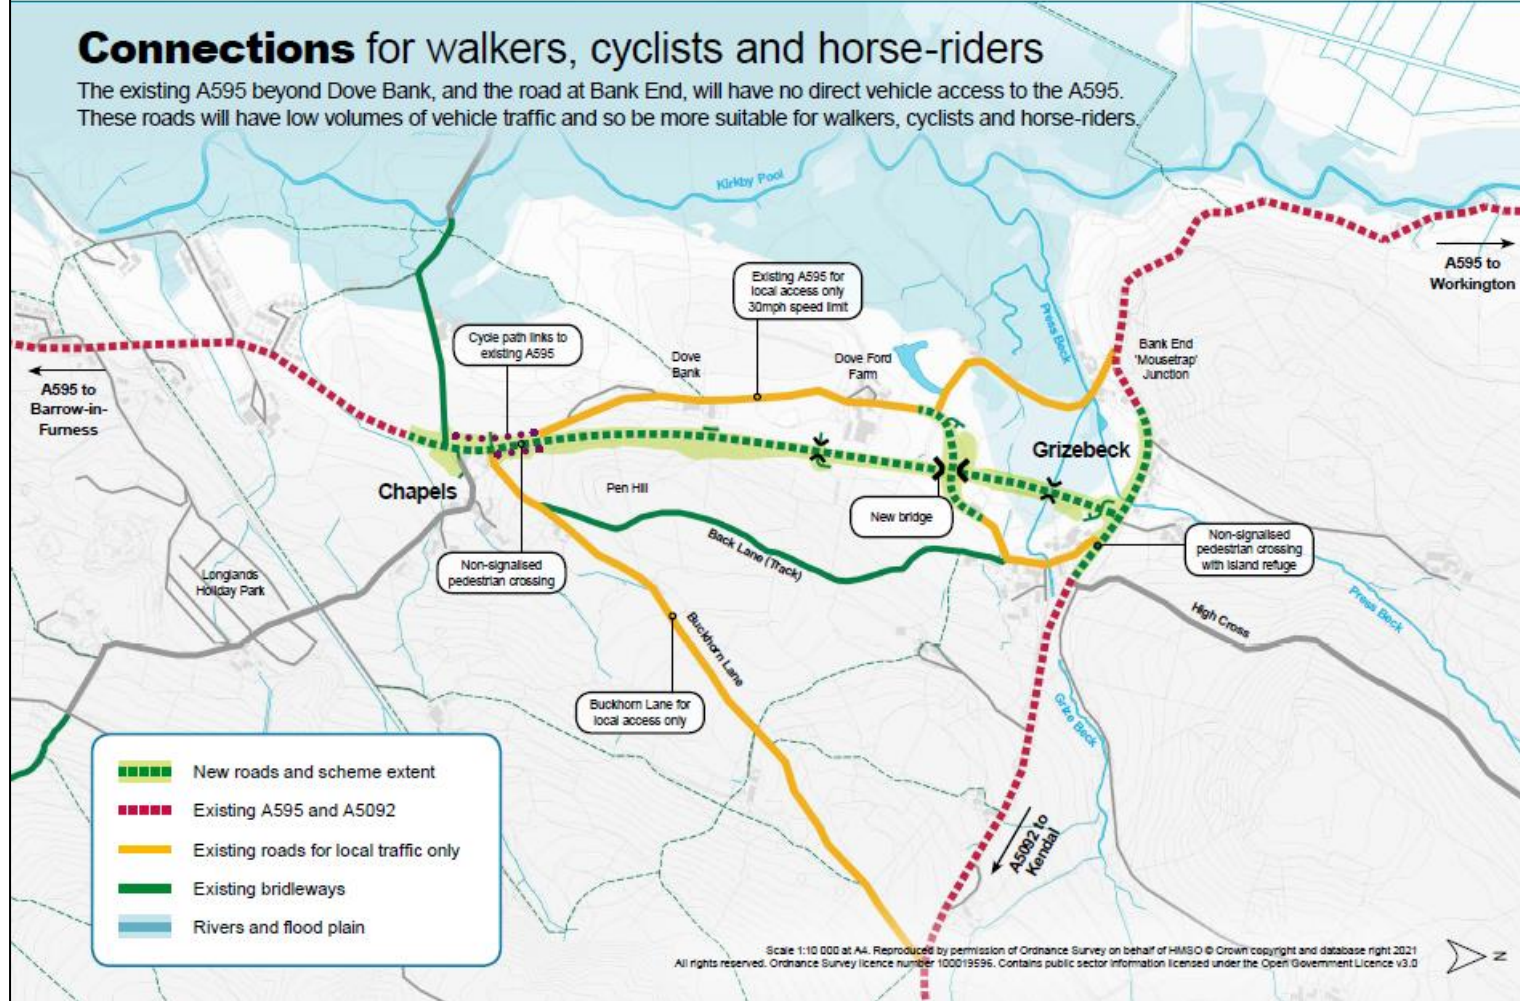 Connections for walkers, cyclists and horse-riders
The existing A595 beyond Dove Bank, and the road at Bank End, will have no direct vehicle access to the A595.
These roads will have low volumes of vehicle traffic and so be more suitable for walkers, cyclists and horse-riders.
Kirkby Pool
A595 to
Workington
Existing A595 for
local access only
30mph speed limit
Press Beck
Cycle path links to
existing A595
Dove
Bank
Dove Ford
Farm
Bank End
'Mousetrap'
Junction
A595 to
Barrow-in-
Furness
Grizebeck
Chapels
Pen Hill
New bridge
Back Lane (Track)
Non-signalised
pedestrian crossing
Non-signalised
pedestrian crossing
with island refuge
Longlands
Holiday Park
High Cross
Press Beck
Buckhorn Lane
Buckhorn Lane for
local access only
Grize Beck
A5092 to
Kendal
New roads and scheme extent
Existing A595 and A5092
Existing roads for local traffic only
Existing bridleways
Rivers and flood plain
Scale 1:10 000 at A4. Reproduced by permission of Ordnance Survey on behalf of HMSO © Crown copyright and database right 2021
All rights reserved. Ordnance Survey licence number 100019596. Contains public sector information licensed under the Open Government Licence v3.0
N